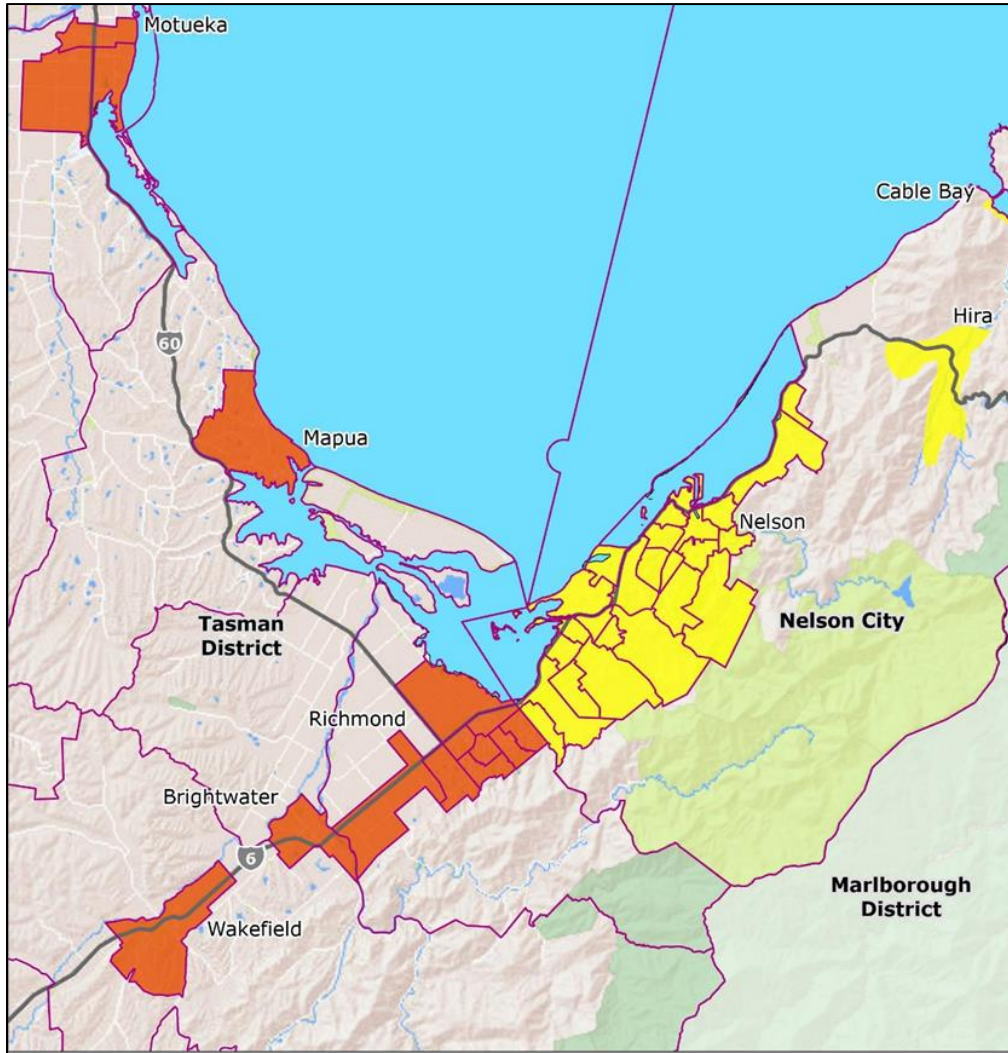 Motueka
Cable Bay
Hira
60
Mapua
Nelson
Tasman
District
Nelson City
Richmond
Brightwater
6
Marlborough
District
Wakefield